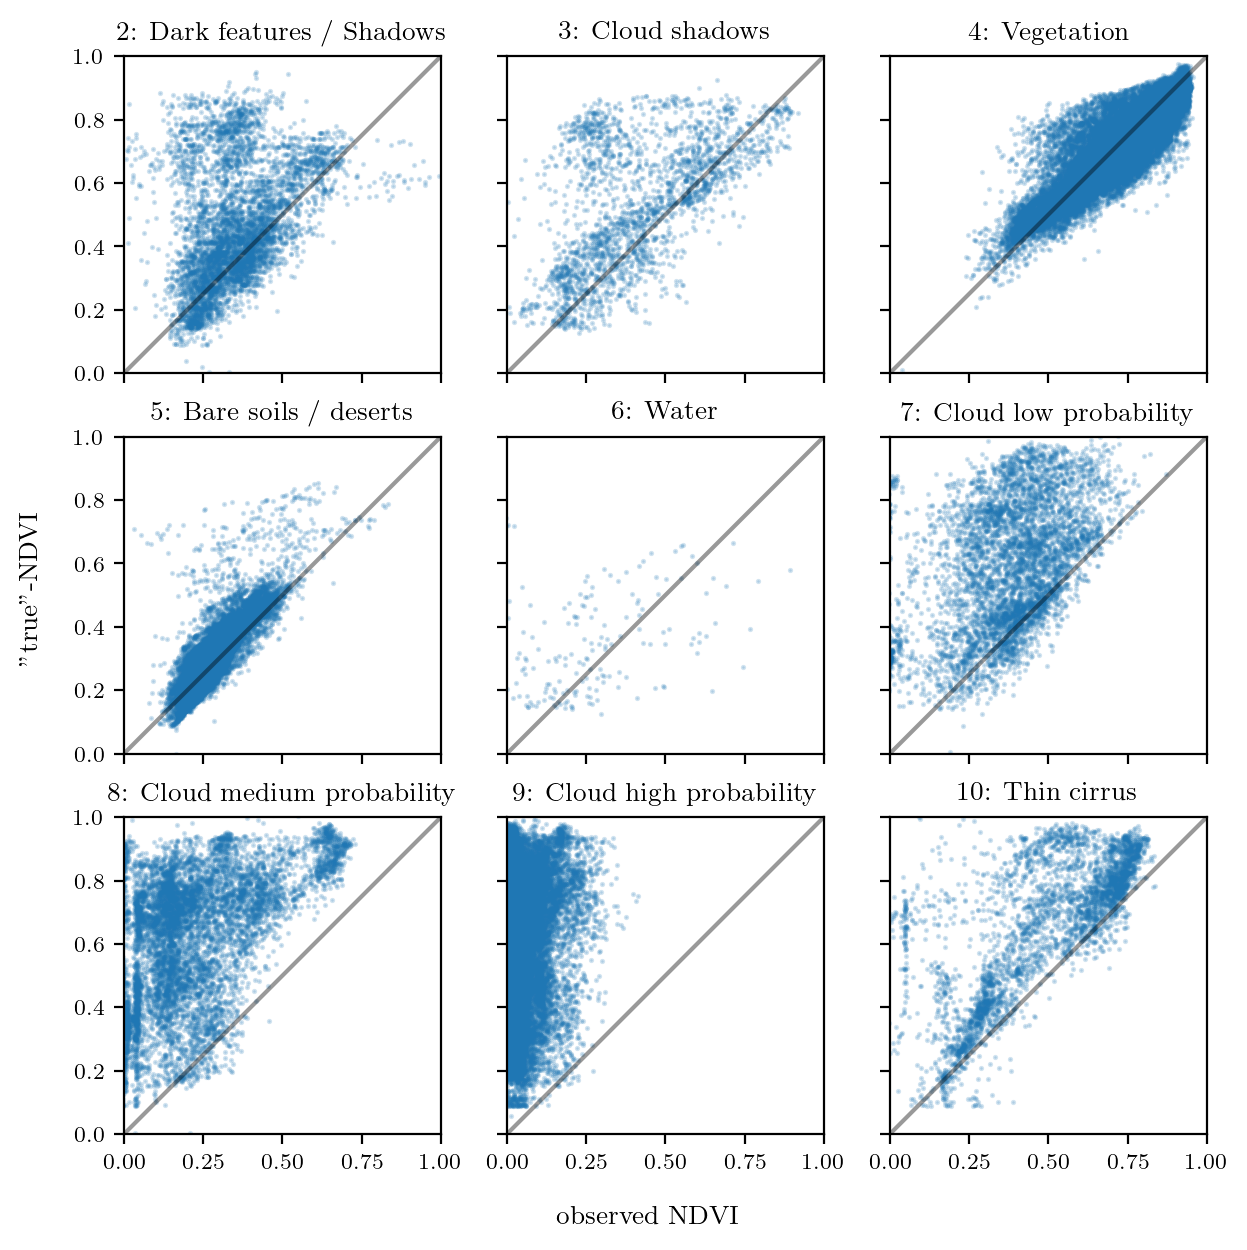 2: Dark features / Shadows
3: Cloud shadows
4: Vegetation
1.0
0.8
0.6
0.4
0.2
0.0
5: Bare soils / deserts
6: Water
7: Cloud low probability
1.0
0.8
0.6
0.4
0.2
0.0
”true”-NDVI
8: Cloud medium probability
9: Cloud high probability
10: Thin cirrus
1.0
0.8
0.6
0.4
0.2
0.0
0.00 0.25 0.50 0.75 1.00
0.00 0.25 0.50 0.75 1.00
0.00 0.25 0.50 0.75 1.00
observed NDVI